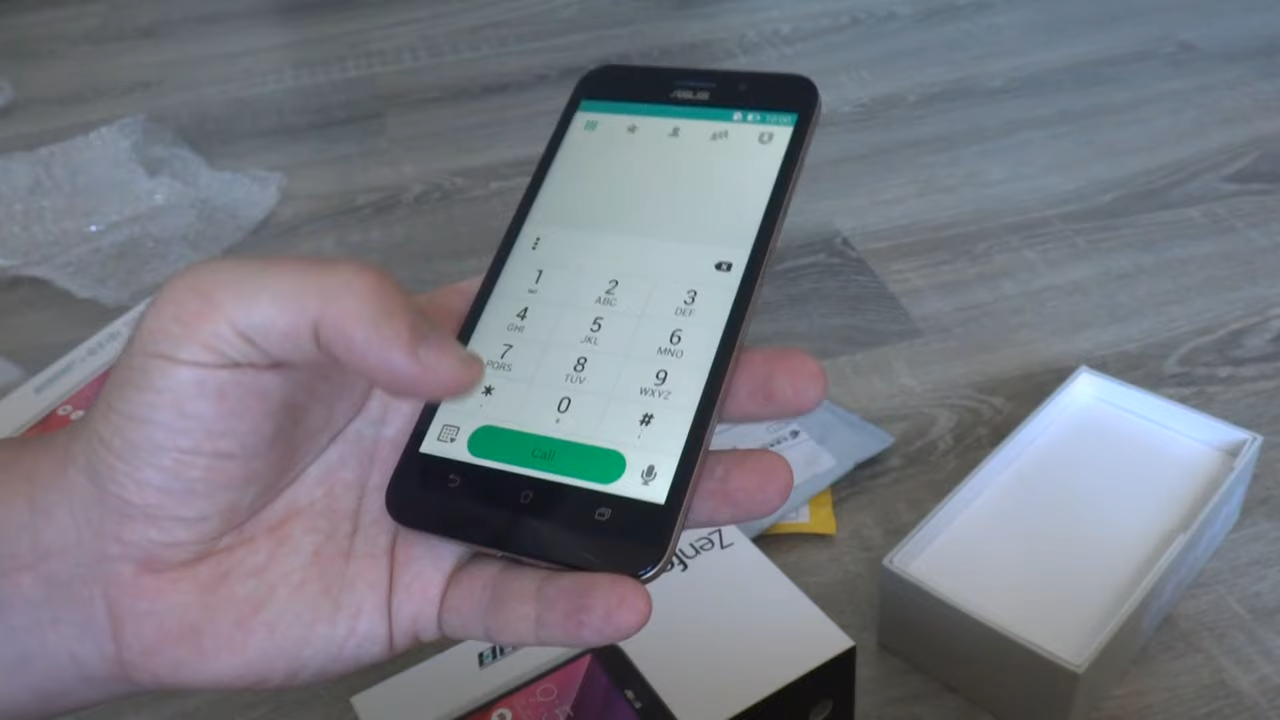 ASUS
1
2
ABC
3
DEF
4
GHI
5
JKL
6
MNO
7
PQRS
8
TUV
9
WXYZ
*
0
+
#
Call
Zenf